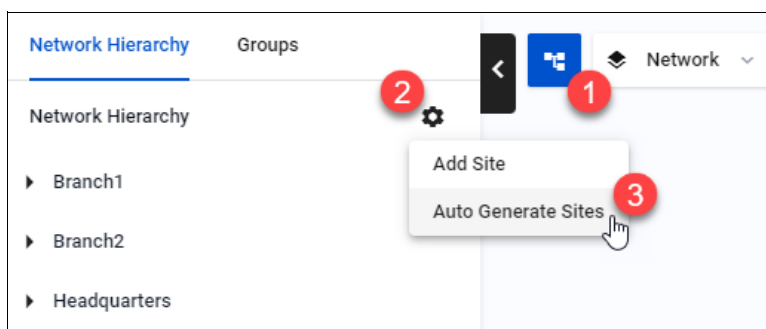 Network Hierarchy
Groups
Network
1
2
Network Hierarchy
Add Site
Auto Generate Sites
3
Branch1
Branch2
Headquarters